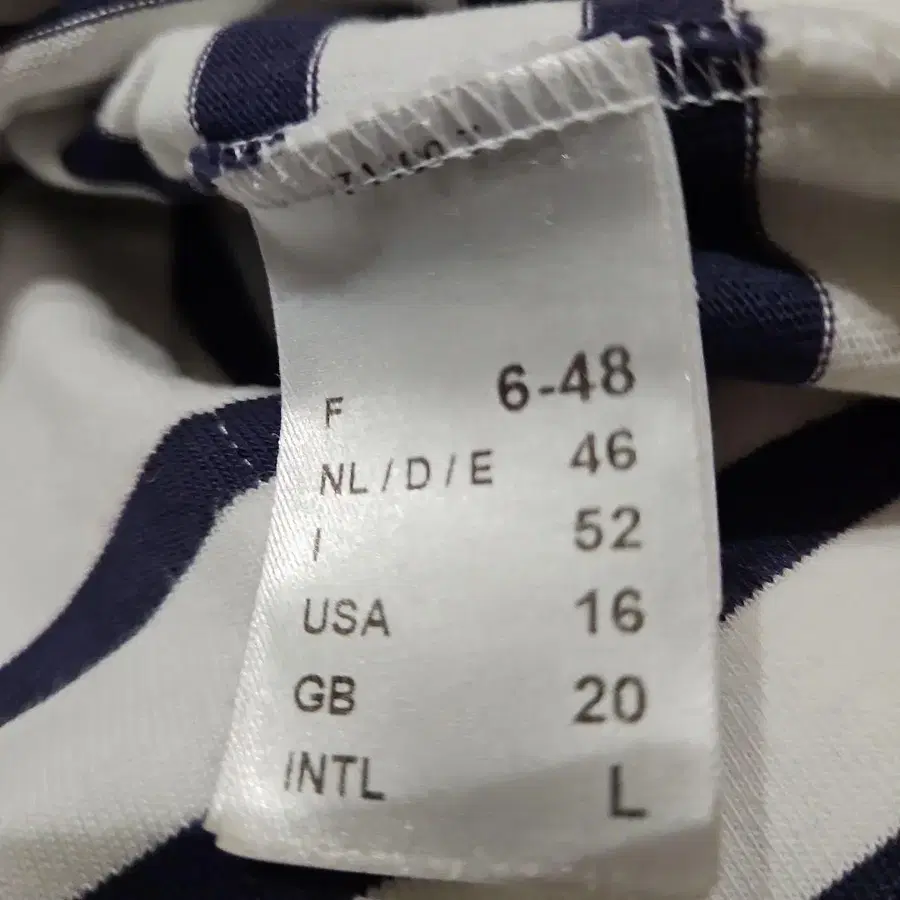 F 6-48
NL / D / E 46
I 52
USA 16
GB 20
INTL L